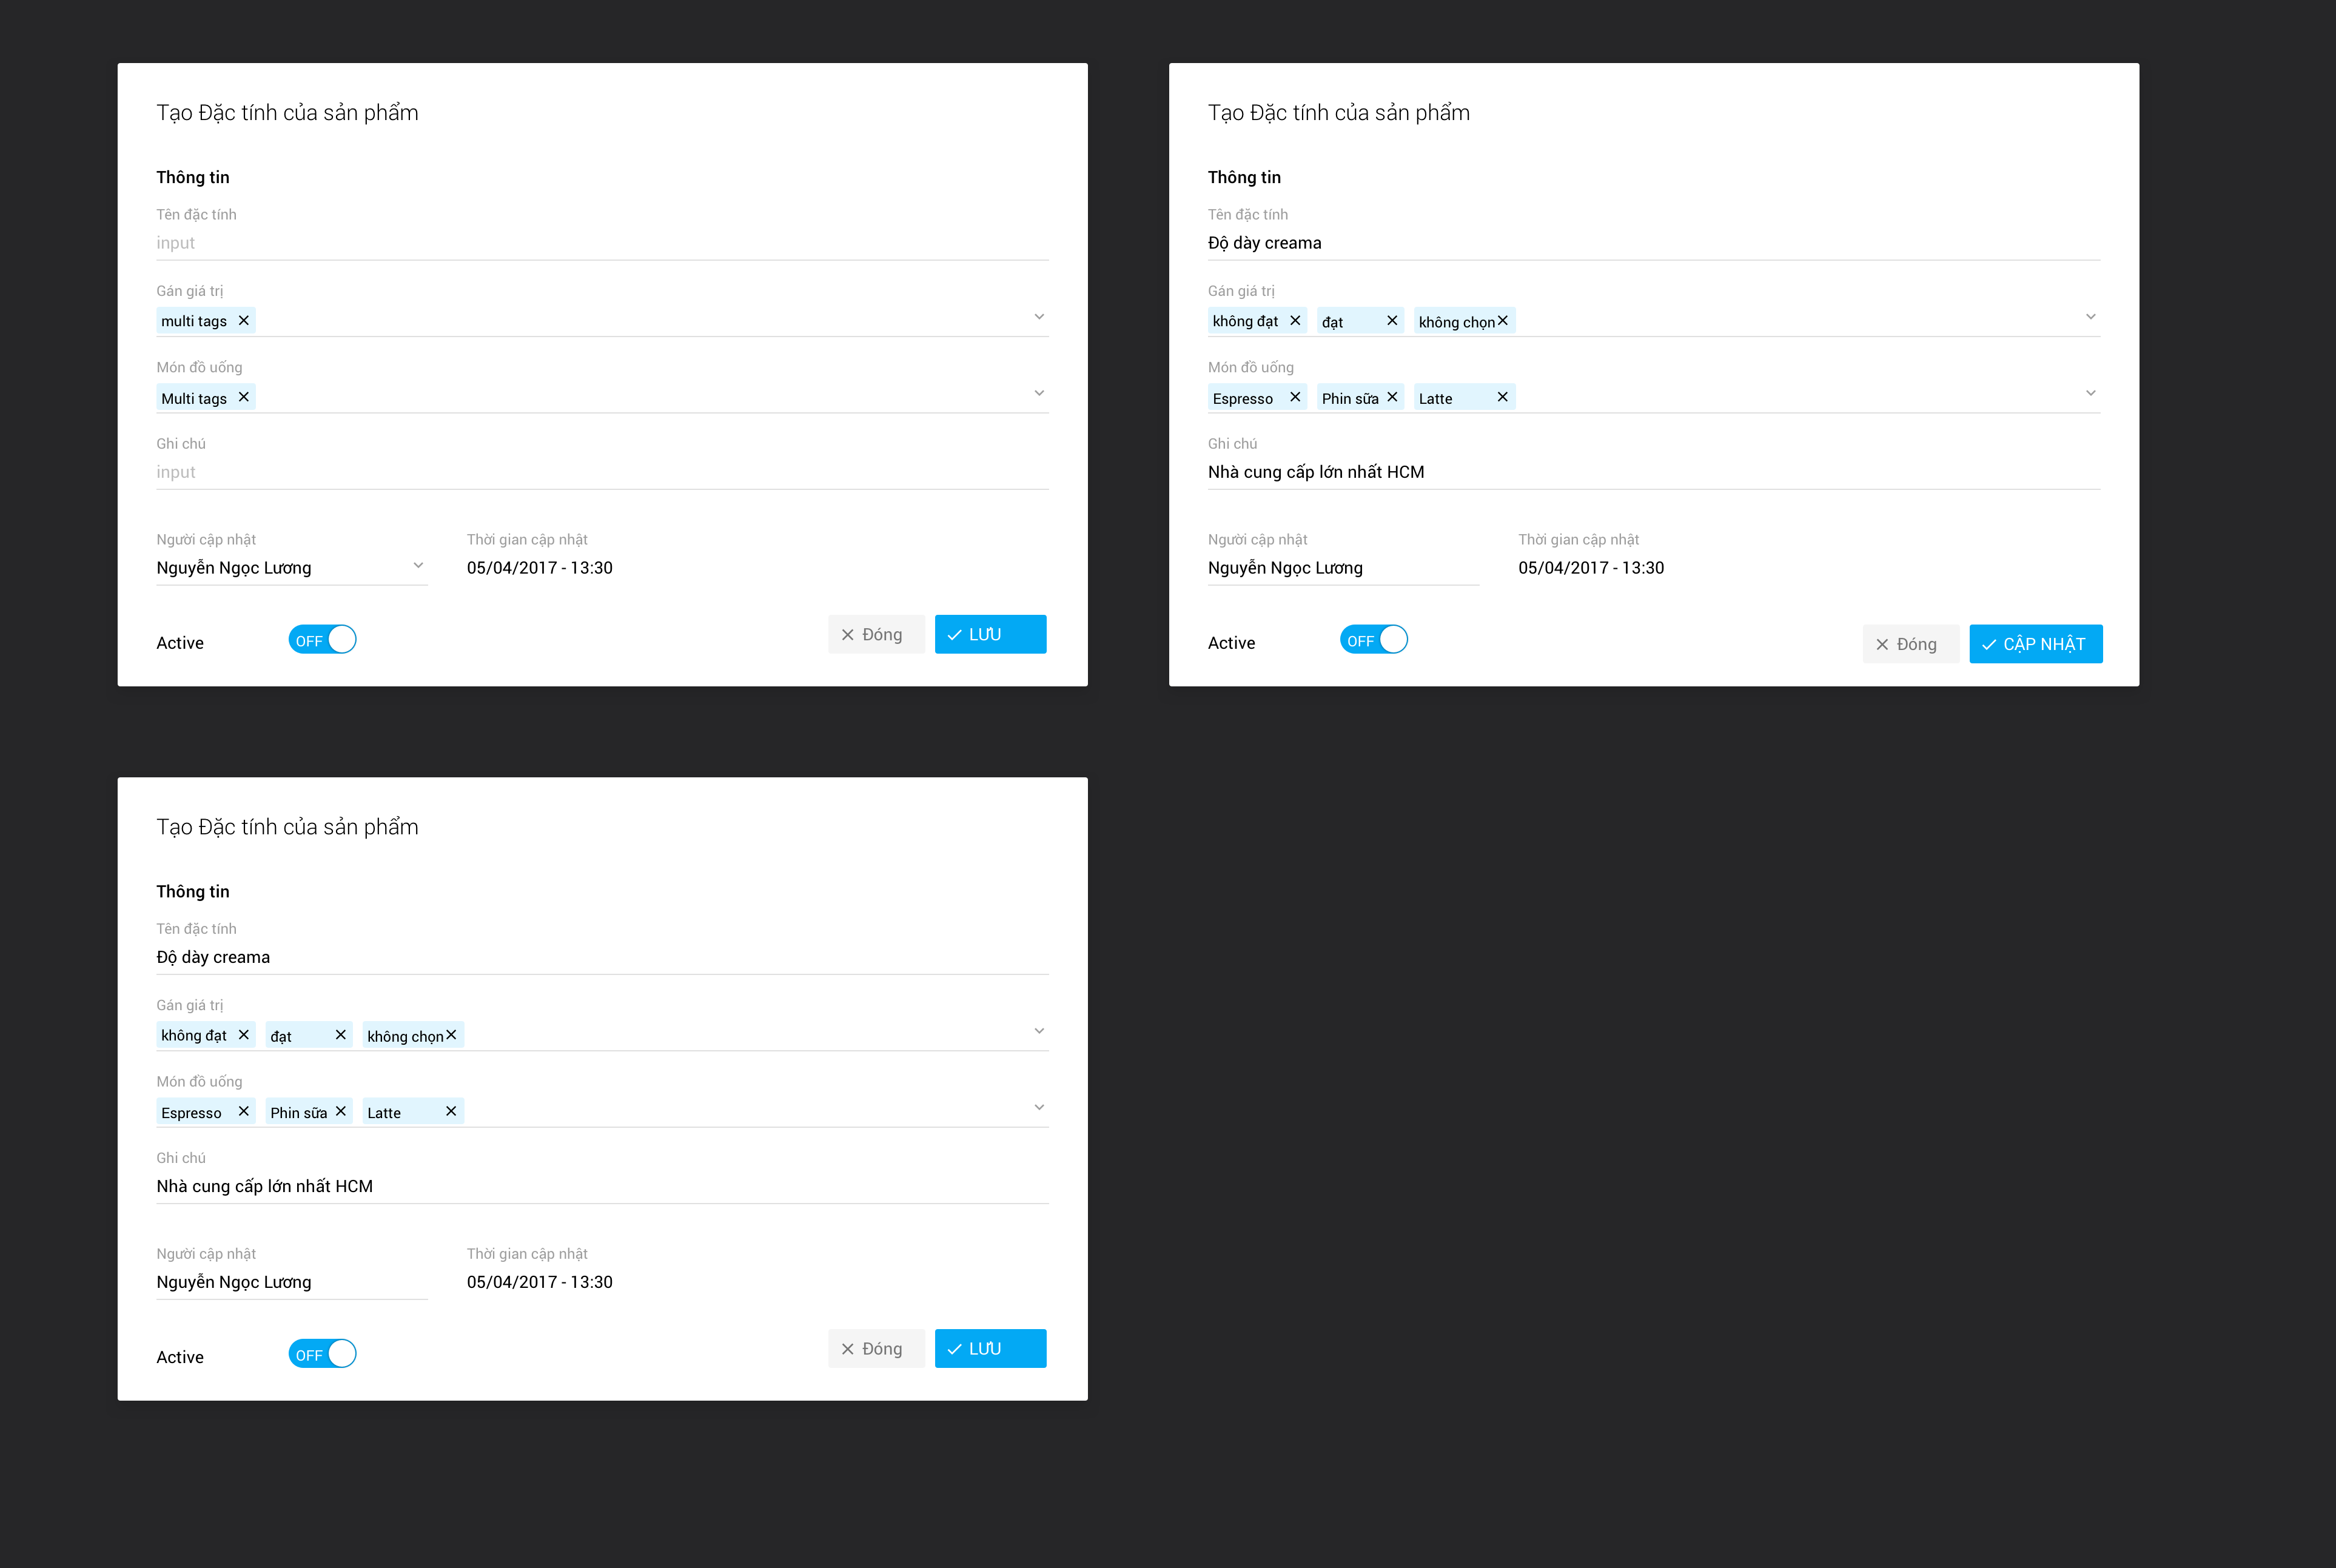 Tạo Đặc tính của sản phẩm
Thông tin
Tên đặc tính
input
Gán giá trị
multi tags
Món đồ uống
Multi tags
Ghi chú
input
Người cập nhật Thời gian cập nhật
Nguyễn Ngọc Lương 05/04/2017 - 13:30
Active OFF Đóng LƯU
Tạo Đặc tính của sản phẩm
Thông tin
Tên đặc tính
Độ dày creama
Gán giá trị
không đạt đạt không chọn
Món đồ uống
Espresso Phin sữa Latte
Ghi chú
Nhà cung cấp lớn nhất HCM
Người cập nhật Thời gian cập nhật
Nguyễn Ngọc Lương 05/04/2017 - 13:30
Active OFF Đóng CẬP NHẬT
Tạo Đặc tính của sản phẩm
Thông tin
Tên đặc tính
Độ dày creama
Gán giá trị
không đạt đạt không chọn
Món đồ uống
Espresso Phin sữa Latte
Ghi chú
Nhà cung cấp lớn nhất HCM
Người cập nhật Thời gian cập nhật
Nguyễn Ngọc Lương 05/04/2017 - 13:30
Active OFF Đóng LƯU